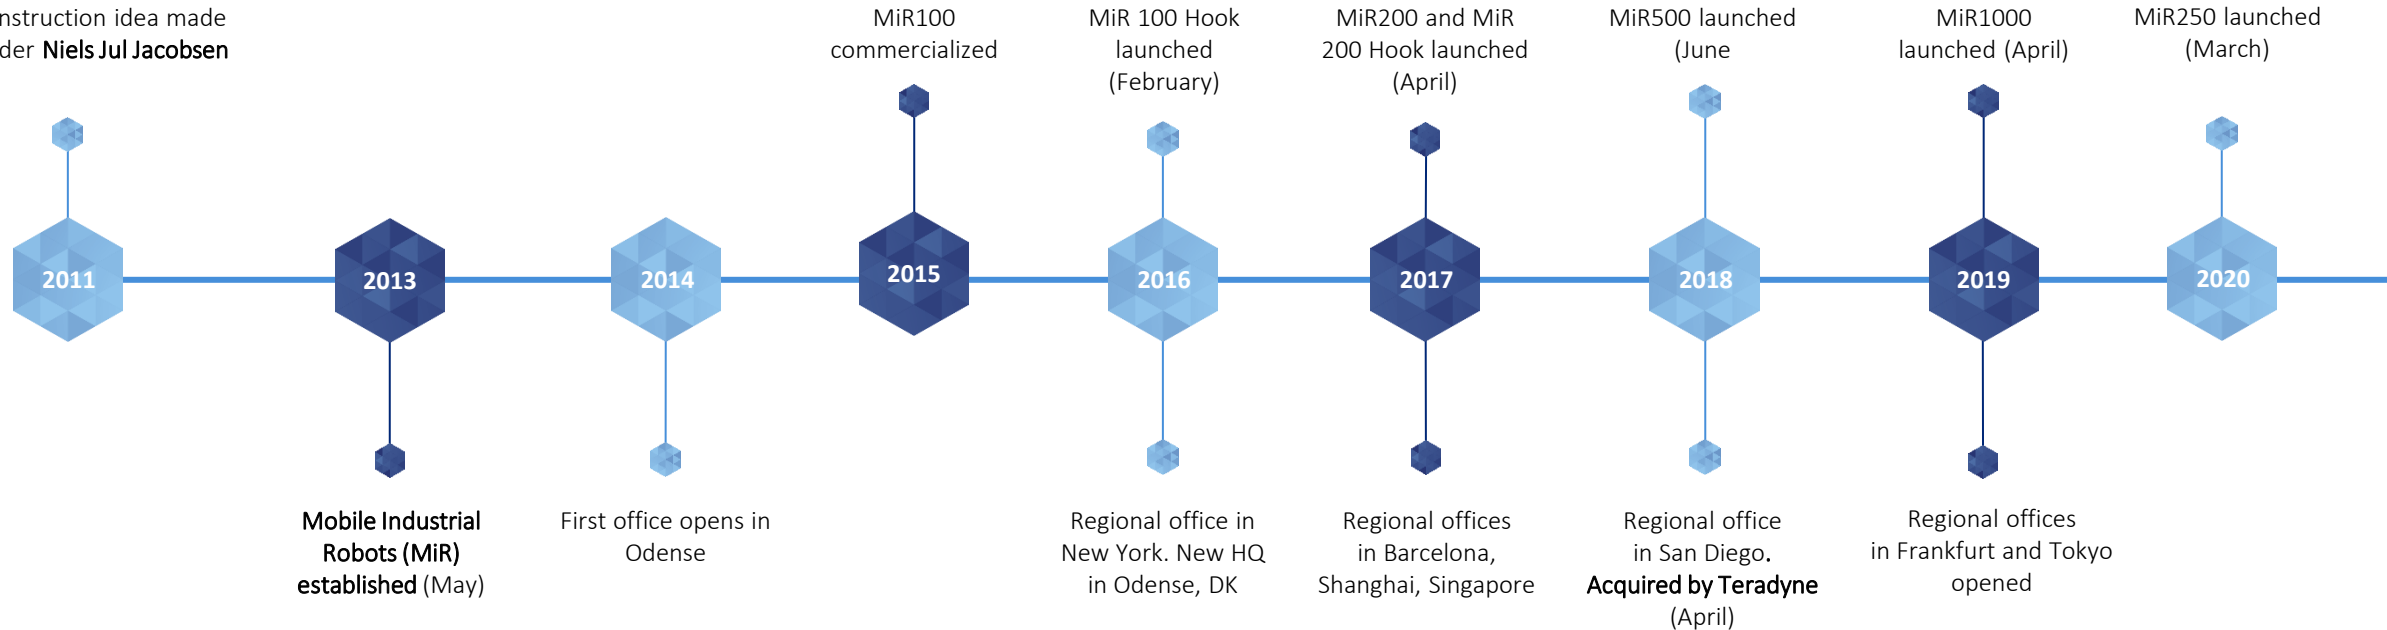 nstruction idea made
der Niels Jul Jacobsen
MiR100
commercialized
MiR 100 Hook
launched
(February)
MiR200 and MiR
200 Hook launched
(April)
MiR500 launched
(June
MiR1000
launched (April)
MiR250 launched
(March)
2011
2013
2014
2015
2016
2017
2018
2019
2020
Mobile Industrial
Robots (MiR)
established (May)
First office opens in
Odense
Regional office in
New York. New HQ
in Odense, DK
Regional offices
in Barcelona,
Shanghai, Singapore
Regional office
in San Diego.
Acquired by Teradyne
(April)
Regional offices
in Frankfurt and Tokyo
opened